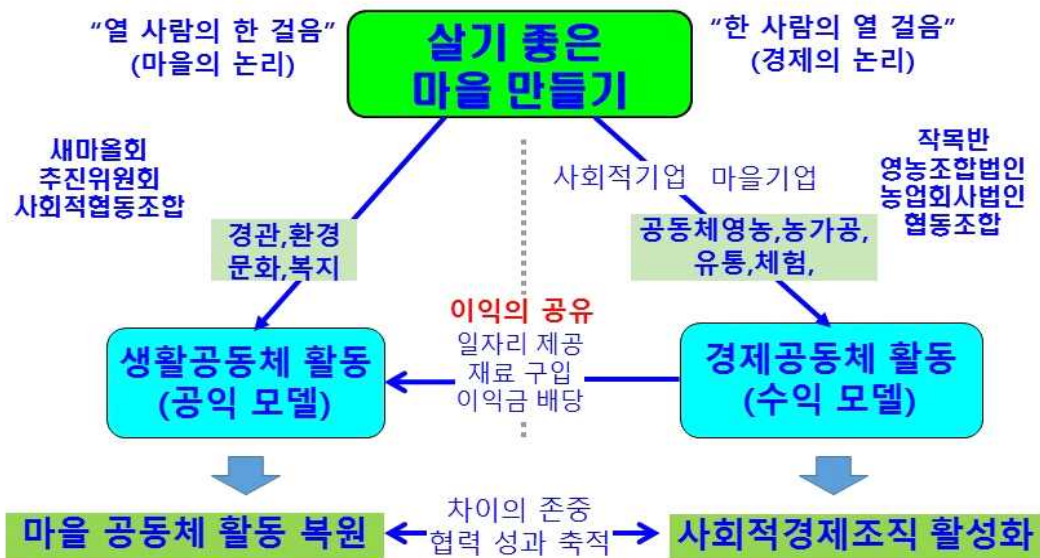 “열 사람의 한 걸음”
(마을의 논리)
살기 좋은
마을 만들기
“한 사람의 열 걸음”
(경제의 논리)
새마을회
추진위원회
사회적협동조합
사회적기업 마을기업
작목반
영농조합법인
농업회사법인
협동조합
경관,환경
문화,복지
공동체영농,농가공,
유통,체험,
이익의 공유
일자리 제공
재료 구입
이익금 배당
생활공동체 활동
(공익 모델)
경제공동체 활동
(수익 모델)
마을 공동체 활동 복원
차이의 존중
협력 성과 축적
사회적경제조직 활성화